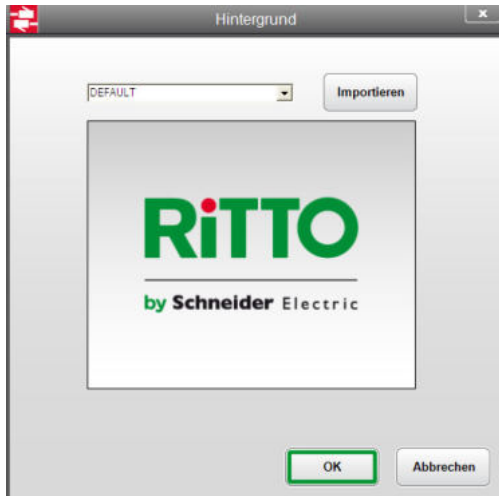 Hintergrund
DEFAULT
Importieren
RiTTO
by Schneider Electric
OK
Abbrechen